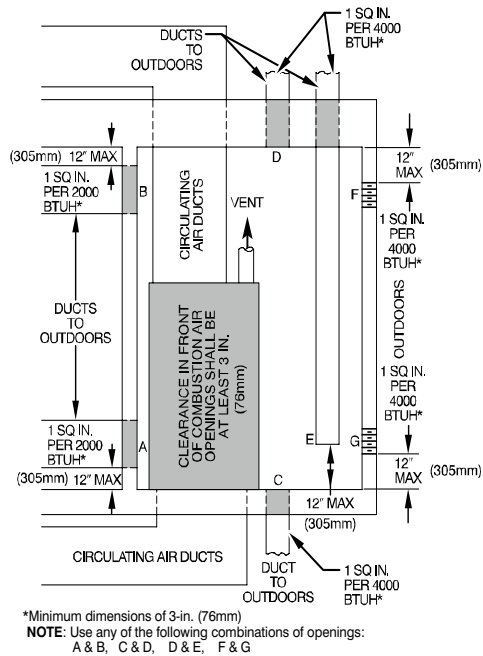 DUCTS
TO
OUTDOORS
1 SQ IN.
PER 4000
BTUH*
(305mm) 12" MAX
1 SQ IN.
PER 2000
BTUH*
B
D
12"
MAX
(305mm)
F
1 SQ IN.
PER
4000
BTUH*
CIRCULATING
AIR DUCTS
VENT
DUCTS
TO
OUTDOORS
OUTDOORS
CLEARANCE IN FRONT
OF COMBUSTION AIR
OPENINGS SHALL BE
AT LEAST 3 IN.
(76mm)
1 SQ IN.
PER
4000
BTUH*
1 SQ IN.
PER 2000
BTUH*
A
E
G
(305mm) 12" MAX
C
12"
MAX
(305mm)
12" MAX
(305mm)
CIRCULATING AIR DUCTS
DUCT
TO
OUTDOORS
1 SQ IN.
PER 4000
BTUH*
*Minimum dimensions of 3-in. (76mm)
NOTE: Use any of the following combinations of openings:
A & B, C & D, D & E, F & G